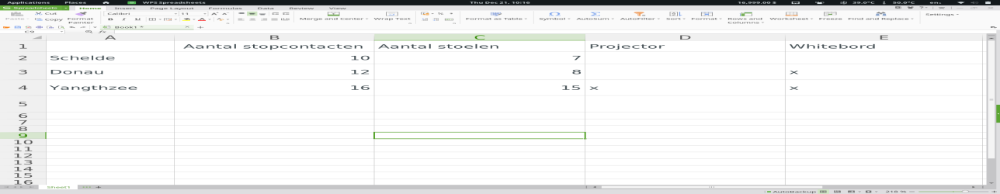 Applications Places WPS Spreadsheets Thu Dec 21, 10:16 39.0°C 50.0°C en
Spreadsheets Home Insert Page Layout Formulas Data Review View
Cut Calibri 11 Settings
Paste Copy Format Painter Merge and Center Wrap Text Format as Table Symbol AutoSum AutoFilter Sort Format Rows and Columns Worksheet Freeze Find and Replace
Book1 *
C9 fx
A B C D E
1 Aantal stopcontacten Aantal stoelen Projector Whitebord
2 Schelde 10 7
3 Donau 12 8 x
4 Yangthzee 16 15 x x
5
6
7
8
9
10
11
12
13
14
15
16
Sheet1
AutoBackup 218 %